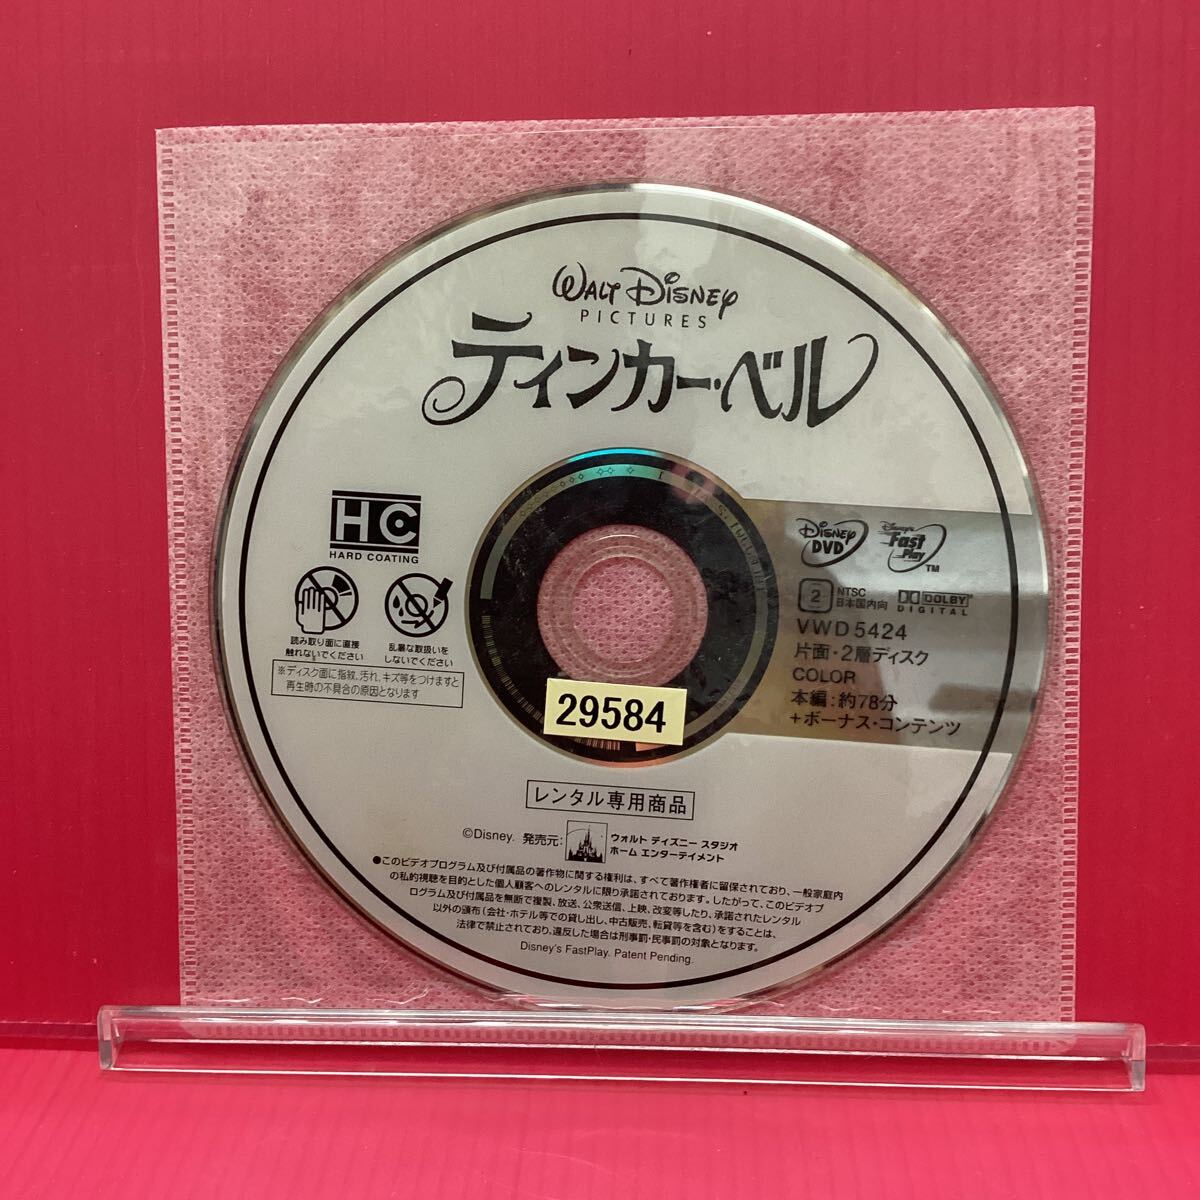 WALT DISNEY
PICTURES
ティンカー・ベル
HC
HARD COATING
読み取り面に直接
触れないでください
乱暴な取扱いを
しないでください
※ディスク面に指紋、汚れ、キズ等をつけますと
再生時の不具合の原因となります
DISNEY
DVD
Disney's
Fast
Play
TM
2
NTSC
日本国内向
DOLBY
DIGITAL
VWD5424
片面・2層ディスク
COLOR
本編:約78分
+ボーナス・コンテンツ
29584
レンタル専用商品
©Disney. 発売元:
ウォルト ディズニー スタジオ
ホーム エンターテイメント
●このビデオプログラム及び付属品の著作物に関する権利は、すべて著作権者に留保されており、一般家庭内
の私的視聴を目的とした個人顧客へのレンタルに限り承諾されております。したがって、このビデオプ
ログラム及び付属品を無断で複製、放送、公衆送信、上映、改変等したり、承諾されたレンタル
以外の頒布(会社・ホテル等での貸し出し、中古販売、転貸等を含む)をすることは、
法律で禁止されており、違反した場合は刑事罰・民事罰の対象となります。
Disney's FastPlay. Patent Pending.